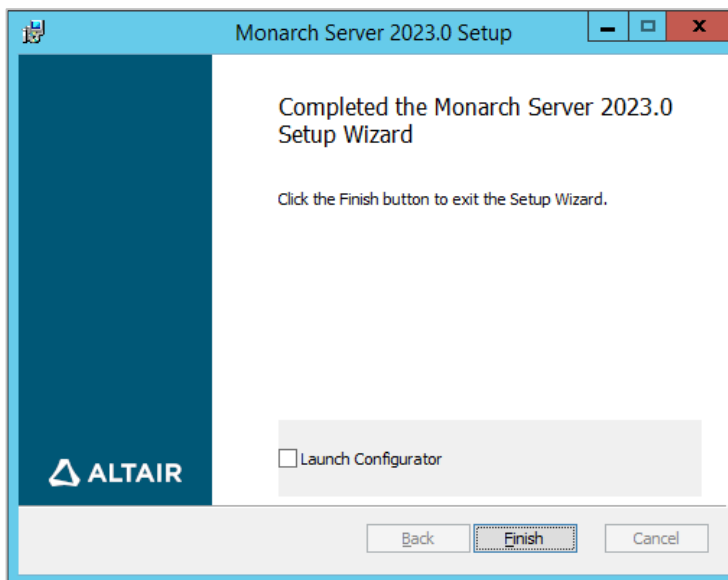 Monarch Server 2023.0 Setup
Completed the Monarch Server 2023.0
Setup Wizard
Click the Finish button to exit the Setup Wizard.
Launch Configurator
ALTAIR
Back
Finish
Cancel